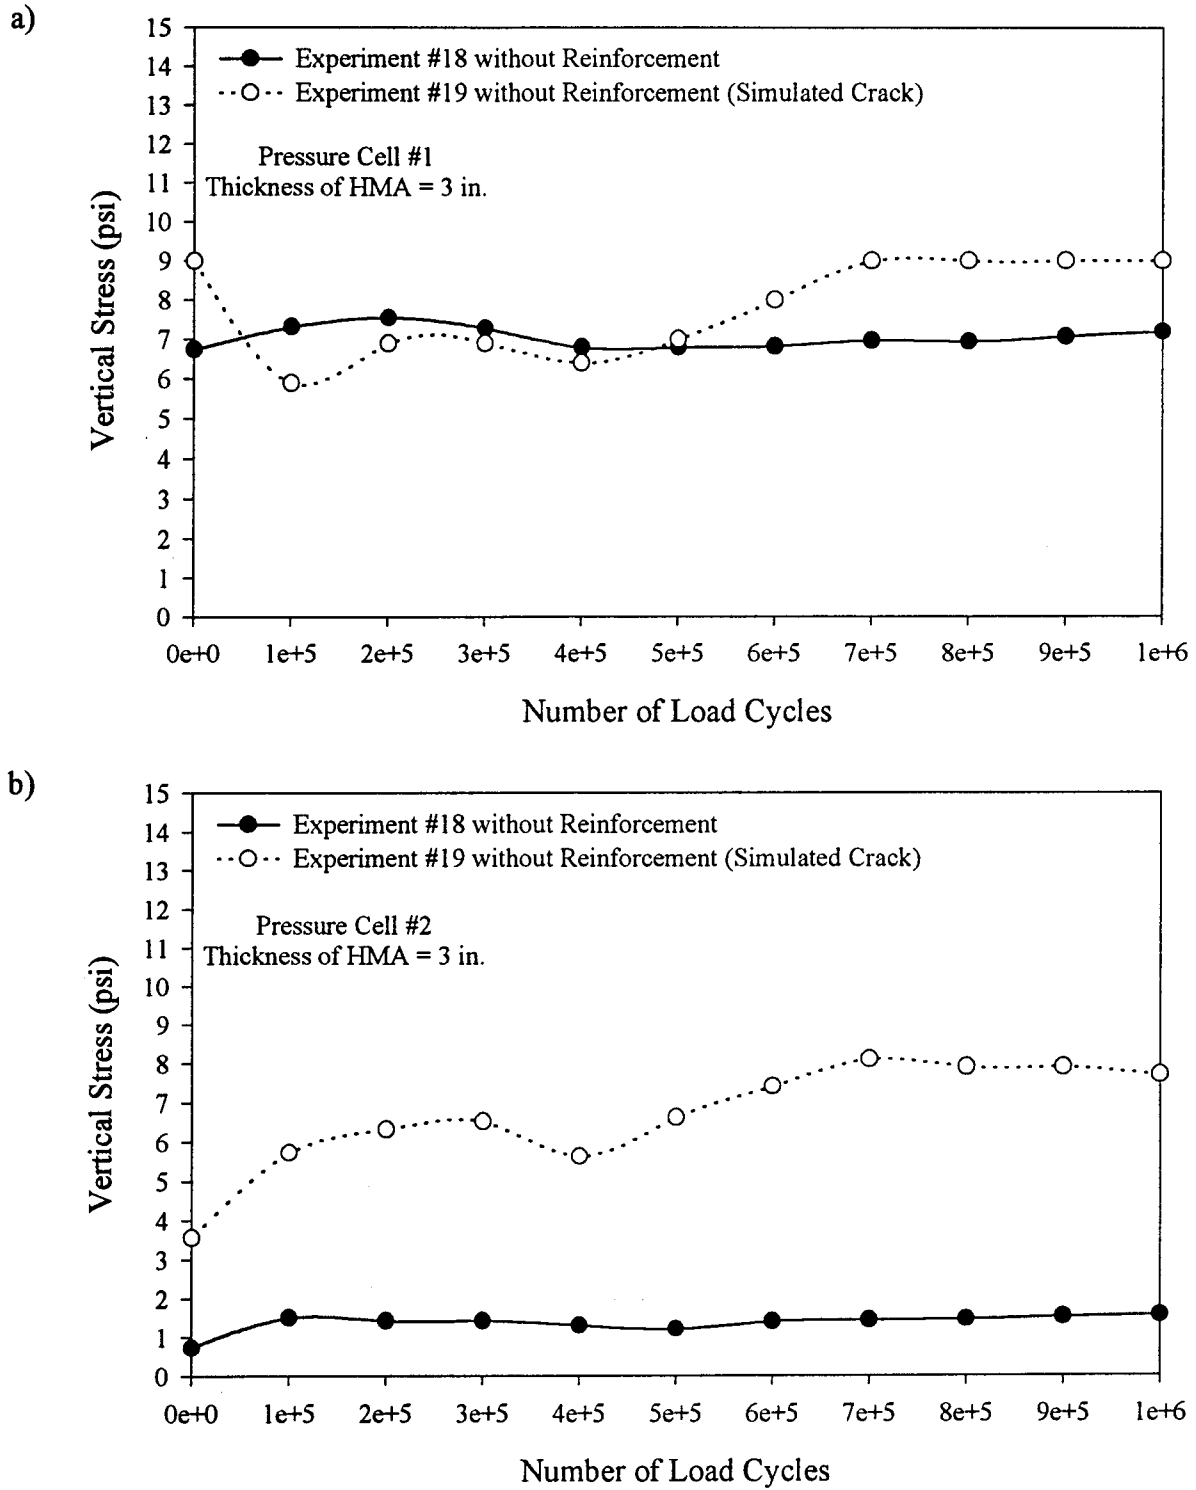 a)
15
14
13
12
11
10
9
8
7
6
5
4
3
2
1
0
Vertical Stress (psi)
Experiment #18 without Reinforcement
Experiment #19 without Reinforcement (Simulated Crack)
Pressure Cell #1
Thickness of HMA = 3 in.
0e+0 1e+5 2e+5 3e+5 4e+5 5e+5 6e+5 7e+5 8e+5 9e+5 1e+6
Number of Load Cycles
b)
15
14
13
12
11
10
9
8
7
6
5
4
3
2
1
0
Vertical Stress (psi)
Experiment #18 without Reinforcement
Experiment #19 without Reinforcement (Simulated Crack)
Pressure Cell #2
Thickness of HMA = 3 in.
0e+0 1e+5 2e+5 3e+5 4e+5 5e+5 6e+5 7e+5 8e+5 9e+5 1e+6
Number of Load Cycles